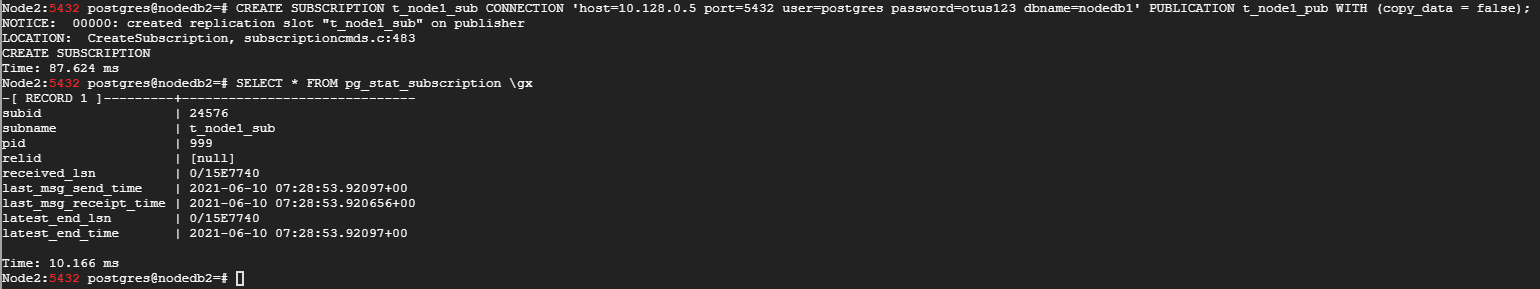 Node2:5432 postgres@nodedb2=# CREATE SUBSCRIPTION t_node1_sub CONNECTION 'host=10.128.0.5 port=5432 user=postgres password=otus123 dbname=nodedb1' PUBLICATION t_node1_pub WITH (copy_data = false);
NOTICE:  00000: created replication slot "t_node1_sub" on publisher
LOCATION:  CreateSubscription, subscriptioncmds.c:483
CREATE SUBSCRIPTION
Time: 87.624 ms
Node2:5432 postgres@nodedb2=# SELECT * FROM pg_stat_subscription \gx
-[ RECORD 1 ]---------+------------------------------
subid                 | 24576
subname               | t_node1_sub
pid                   | 999
relid                 | [null]
received_lsn          | 0/15E7740
last_msg_send_time    | 2021-06-10 07:28:53.92097+00
last_msg_receipt_time | 2021-06-10 07:28:53.920656+00
latest_end_lsn        | 0/15E7740
latest_end_time       | 2021-06-10 07:28:53.92097+00
Time: 10.166 ms
Node2:5432 postgres@nodedb2=#